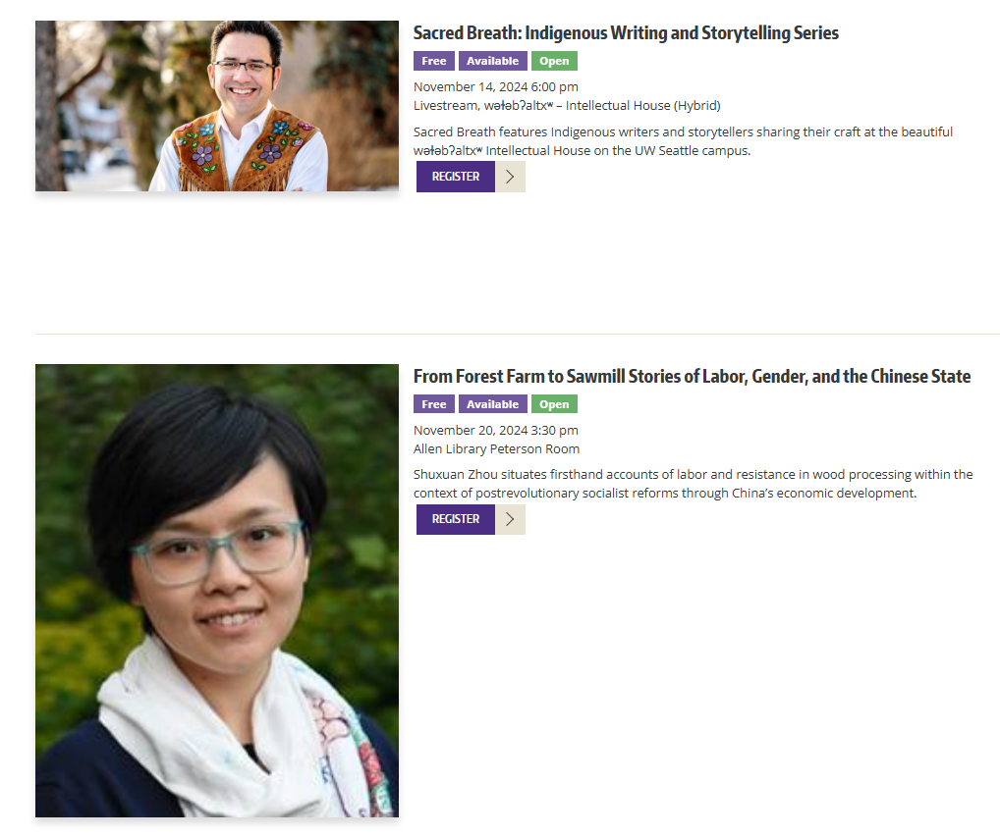 Sacred Breath: Indigenous Writing and Storytelling Series
Free Available Open
November 14, 2024 6:00 pm
Livestream, wəɫəbʔaltxʷ – Intellectual House (Hybrid)
Sacred Breath features Indigenous writers and storytellers sharing their craft at the beautiful
wəɫəbʔaltxʷ Intellectual House on the UW Seattle campus.
REGISTER
From Forest Farm to Sawmill Stories of Labor, Gender, and the Chinese State
Free Available Open
November 20, 2024 3:30 pm
Allen Library Peterson Room
Shuxuan Zhou situates firsthand accounts of labor and resistance in wood processing within the
context of postrevolutionary socialist reforms through China’s economic development.
REGISTER